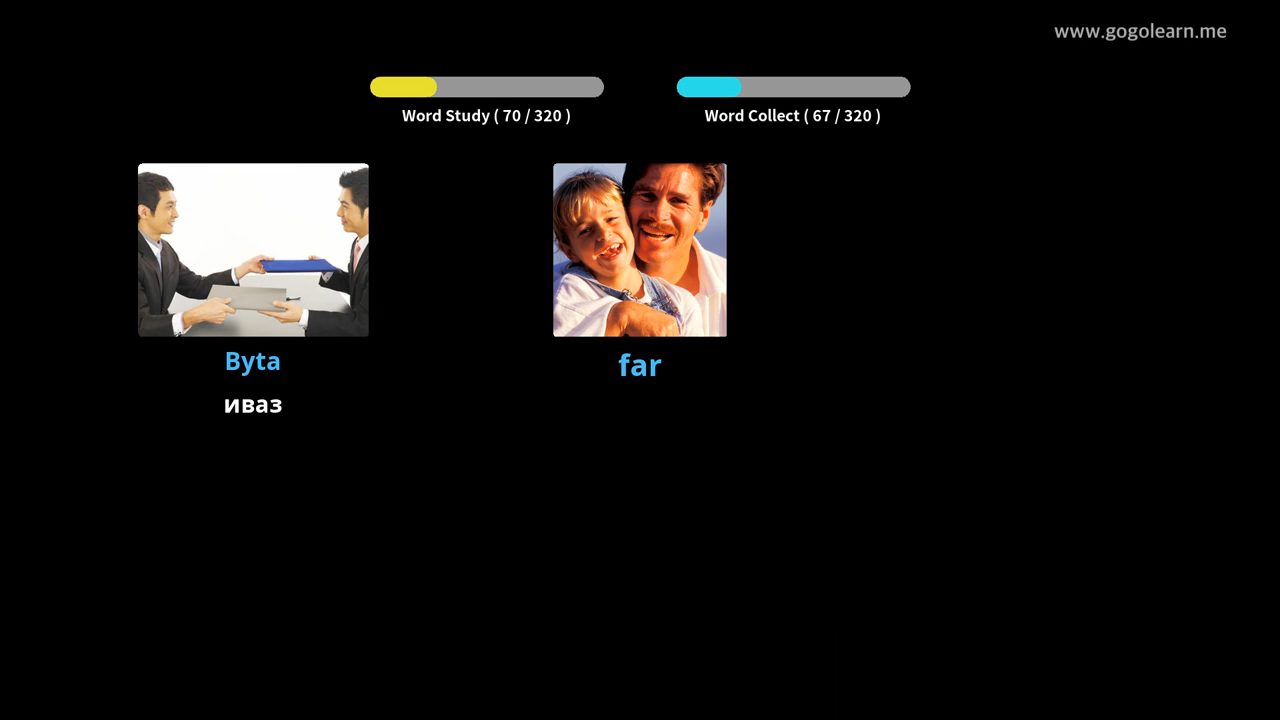 www.gogolearn.me
Word Study ( 70 / 320 )
Word Collect ( 67 / 320 )
Byta
far
иваз